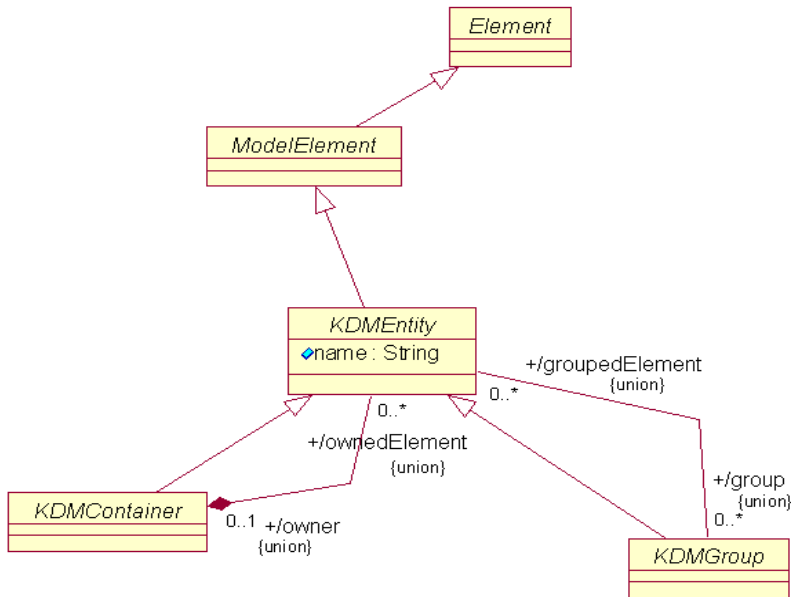 Element
ModelElement
KDMEntity
name : String
+/groupedElement
{union}
0..*
0..*
+/ownedElement
{union}
+/group
{union}
0..*
KDMContainer
0..1
+/owner
{union}
KDMGroup